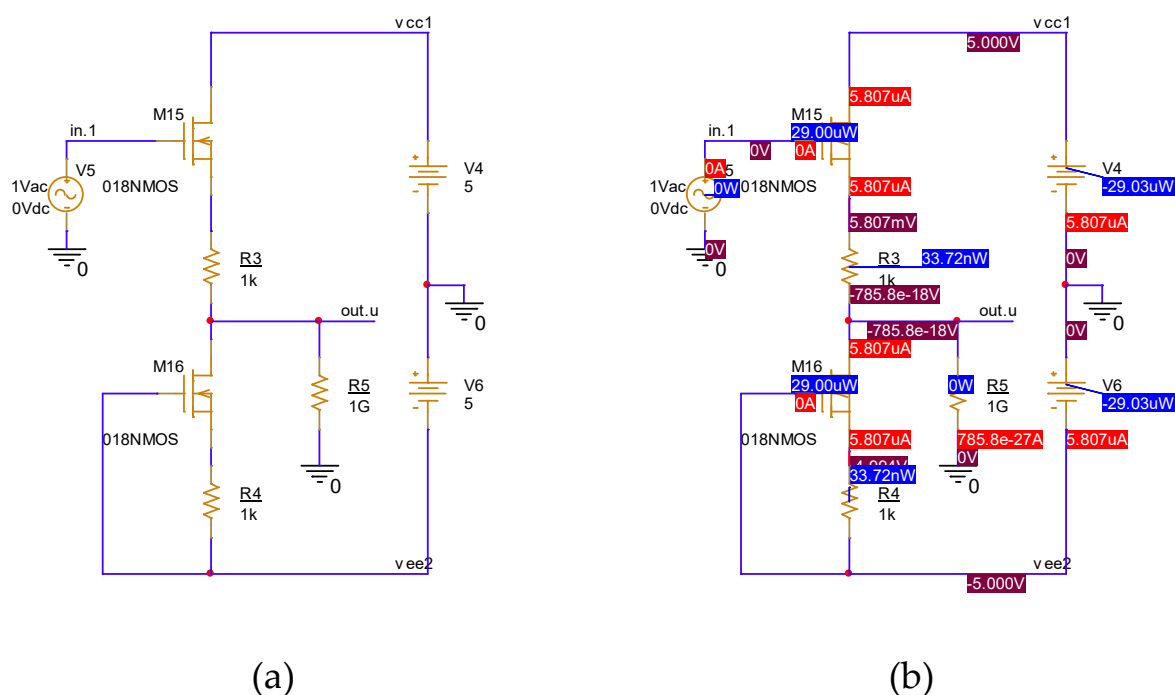 vcc1
M15
in.1
V5
1Vac
0Vdc
018NMOS
0
V4
5
R3
1k
0
out.u
M16
R5
1G
V6
5
018NMOS
0
R4
1k
vee2
(a)
vcc1
5.000V
5.807uA
M15
in.1
29.00uW
0V
0A
0A
5
1Vac
0W
018NMOS
0Vdc
V4
-29.03uW
5.807uA
5.807mV
5.807uA
0V
0
0V
R3
33.72nW
1k
-785.8e-18V
0
out.u
-785.8e-18V
0V
5.807uA
M16
29.00uW
0W
R5
V6
0A
1G
-29.03uW
018NMOS
5.807uA
785.8e-27A
5.807uA
0V
33.72nW
0
R4
1k
vee2
-5.000V
(b)